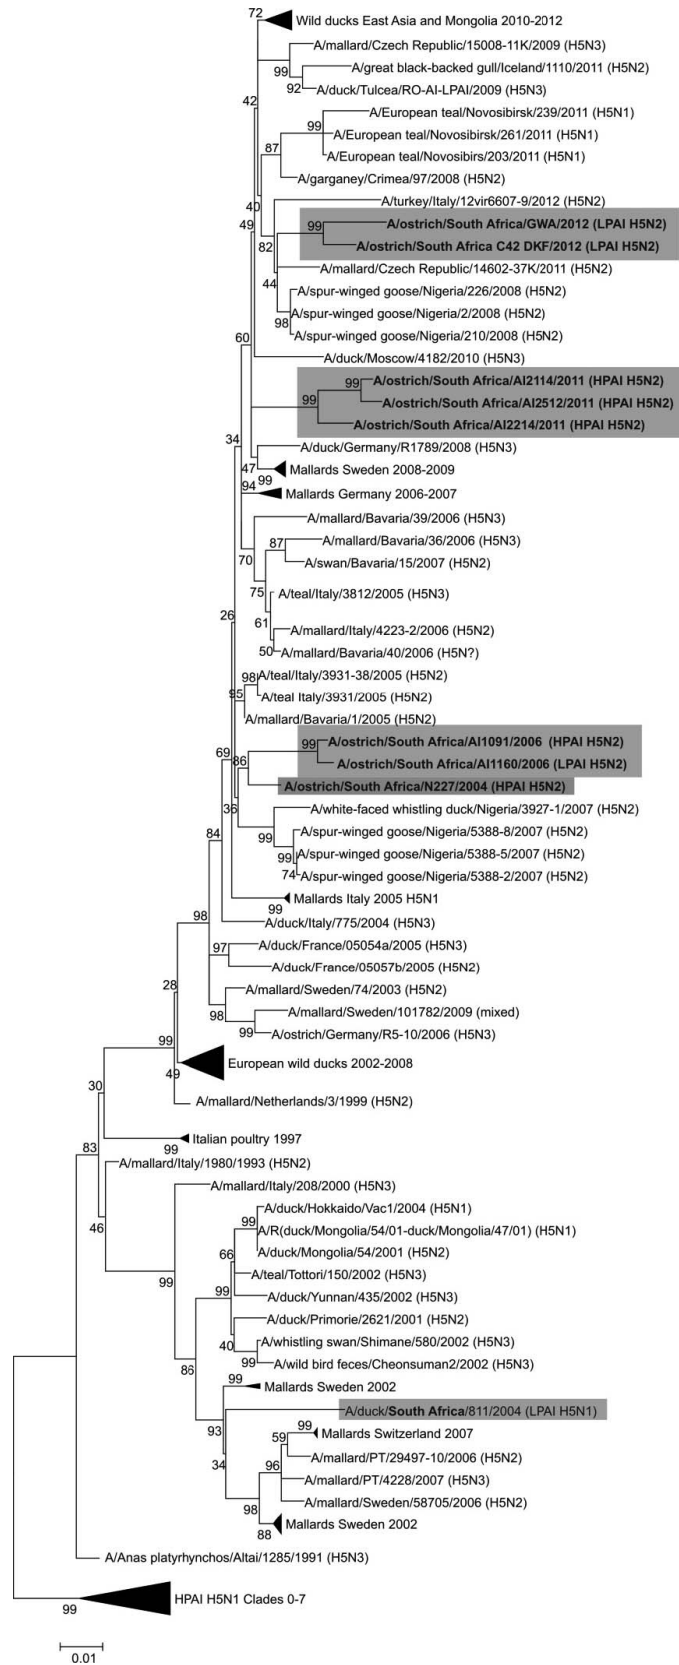 72
Wild ducks East Asia and Mongolia 2010-2012
A/mallard/Czech Republic/15008-11K/2009 (H5N3)
99
A/great black-backed gull/Iceland/1110/2011 (H5N2)
92
A/duck/Tulcea/RO-AI-LPAI/2009 (H5N3)
42
A/European teal/Novosibirsk/239/2011 (H5N1)
99
A/European teal/Novosibirsk/261/2011 (H5N1)
87
A/European teal/Novosibirs/203/2011 (H5N1)
A/garganey/Crimea/97/2008 (H5N2)
40
A/turkey/Italy/12vir6607-9/2012 (H5N2)
49
99
A/ostrich/South Africa/GWA/2012 (LPAI H5N2)
82
A/ostrich/South Africa C42 DKF/2012 (LPAI H5N2)
A/mallard/Czech Republic/14602-37K/2011 (H5N2)
44
A/spur-winged goose/Nigeria/226/2008 (H5N2)
A/spur-winged goose/Nigeria/2/2008 (H5N2)
98
A/spur-winged goose/Nigeria/210/2008 (H5N2)
60
A/duck/Moscow/4182/2010 (H5N3)
99
A/ostrich/South Africa/AI2114/2011 (HPAI H5N2)
99
A/ostrich/South Africa/AI2512/2011 (HPAI H5N2)
A/ostrich/South Africa/AI2214/2011 (HPAI H5N2)
34
A/duck/Germany/R1789/2008 (H5N3)
47
Mallards Sweden 2008-2009
99
94
Mallards Germany 2006-2007
A/mallard/Bavaria/39/2006 (H5N3)
87
A/mallard/Bavaria/36/2006 (H5N3)
70
A/swan/Bavaria/15/2007 (H5N2)
75
A/teal/Italy/3812/2005 (H5N3)
26
61
A/mallard/Italy/4223-2/2006 (H5N2)
50
A/mallard/Bavaria/40/2006 (H5N?)
98
A/teal/Italy/3931-38/2005 (H5N2)
95
A/teal Italy/3931/2005 (H5N2)
A/mallard/Bavaria/1/2005 (H5N2)
99
A/ostrich/South Africa/AI1091/2006 (HPAI H5N2)
69
86
A/ostrich/South Africa/AI1160/2006 (LPAI H5N2)
A/ostrich/South Africa/N227/2004 (HPAI H5N2)
36
A/white-faced whistling duck/Nigeria/3927-1/2007 (H5N2)
84
99
A/spur-winged goose/Nigeria/5388-8/2007 (H5N2)
99
A/spur-winged goose/Nigeria/5388-5/2007 (H5N2)
74
A/spur-winged goose/Nigeria/5388-2/2007 (H5N2)
Mallards Italy 2005 H5N1
99
98
A/duck/Italy/775/2004 (H5N3)
97
A/duck/France/05054a/2005 (H5N3)
A/duck/France/05057b/2005 (H5N2)
28
A/mallard/Sweden/74/2003 (H5N2)
98
A/mallard/Sweden/101782/2009 (mixed)
99
A/ostrich/Germany/R5-10/2006 (H5N3)
99
European wild ducks 2002-2008
49
30
A/mallard/Netherlands/3/1999 (H5N2)
Italian poultry 1997
99
83
A/mallard/Italy/1980/1993 (H5N2)
A/mallard/Italy/208/2000 (H5N3)
46
A/duck/Hokkaido/Vac1/2004 (H5N1)
99
A/R(duck/Mongolia/54/01-duck/Mongolia/47/01) (H5N1)
66
A/duck/Mongolia/54/2001 (H5N2)
99
A/teal/Tottori/150/2002 (H5N3)
99
A/duck/Yunnan/435/2002 (H5N3)
A/duck/Primorie/2621/2001 (H5N2)
40
A/whistling swan/Shimane/580/2002 (H5N3)
99
A/wild bird feces/Cheonsuman2/2002 (H5N3)
86
99
Mallards Sweden 2002
A/duck/South Africa/811/2004 (LPAI H5N1)
93
99
Mallards Switzerland 2007
59
34
A/mallard/PT/29497-10/2006 (H5N2)
96
A/mallard/PT/4228/2007 (H5N3)
A/mallard/Sweden/58705/2006 (H5N2)
98
Mallards Sweden 2002
88
A/Anas platyrhynchos/Altai/1285/1991 (H5N3)
HPAI H5N1 Clades 0-7
99
0.01